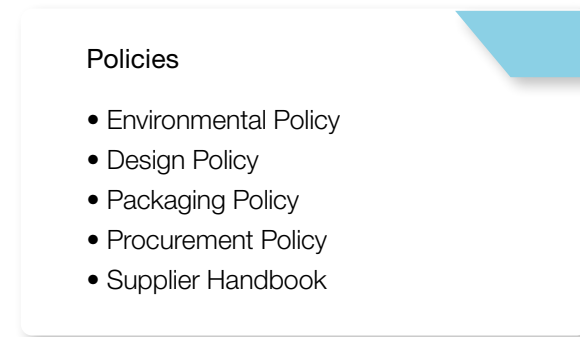 Policies
• Environmental Policy
• Design Policy
• Packaging Policy
• Procurement Policy
• Supplier Handbook